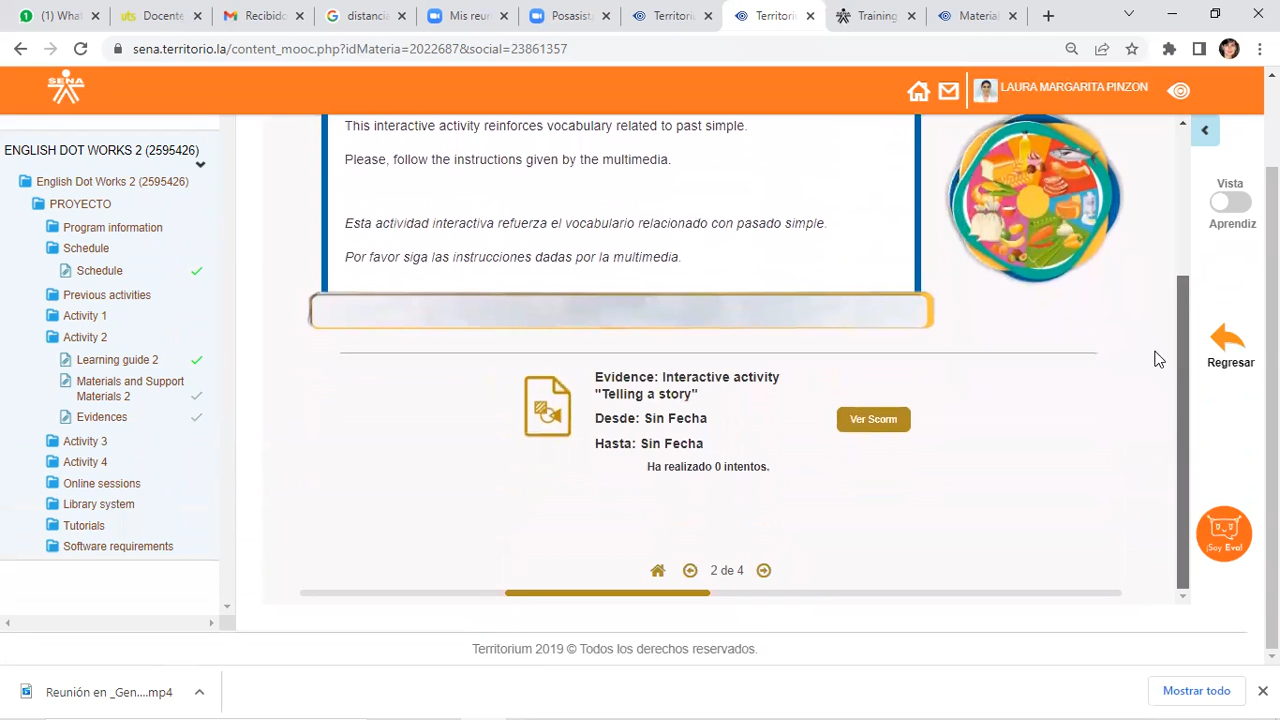 (1) What
Docente
Recibido
distancia
Mis reu
Posasist
Territorio
Territori
Training
Material
sena.territorio.la/content_mooc.php?idMateria=2022687&social=23861357
SENA
LAURA MARGARITA PINZON
ENGLISH DOT WORKS 2 (2595426)
English Dot Works 2 (2595426)
PROYECTO
Program information
Schedule
Schedule
Previous activities
Activity 1
Activity 2
Learning guide 2
Materials and Support
Materials 2
Evidences
Activity 3
Activity 4
Online sessions
Library system
Tutorials
Software requirements
This interactive activity reinforces vocabulary related to past simple.
Please, follow the instructions given by the multimedia.
Esta actividad interactiva refuerza el vocabulario relacionado con pasado simple.
Por favor siga las instrucciones dadas por la multimedia.
Evidence: Interactive activity
"Telling a story"
Desde: Sin Fecha
Hasta: Sin Fecha
Ha realizado 0 intentos.
Ver Scorm
2 de 4
Vista
Aprendiz
Regresar
¡Soy Eva!
Territorium 2019 © Todos los derechos reservados.
Reunión en _Gen....mp4
Mostrar todo